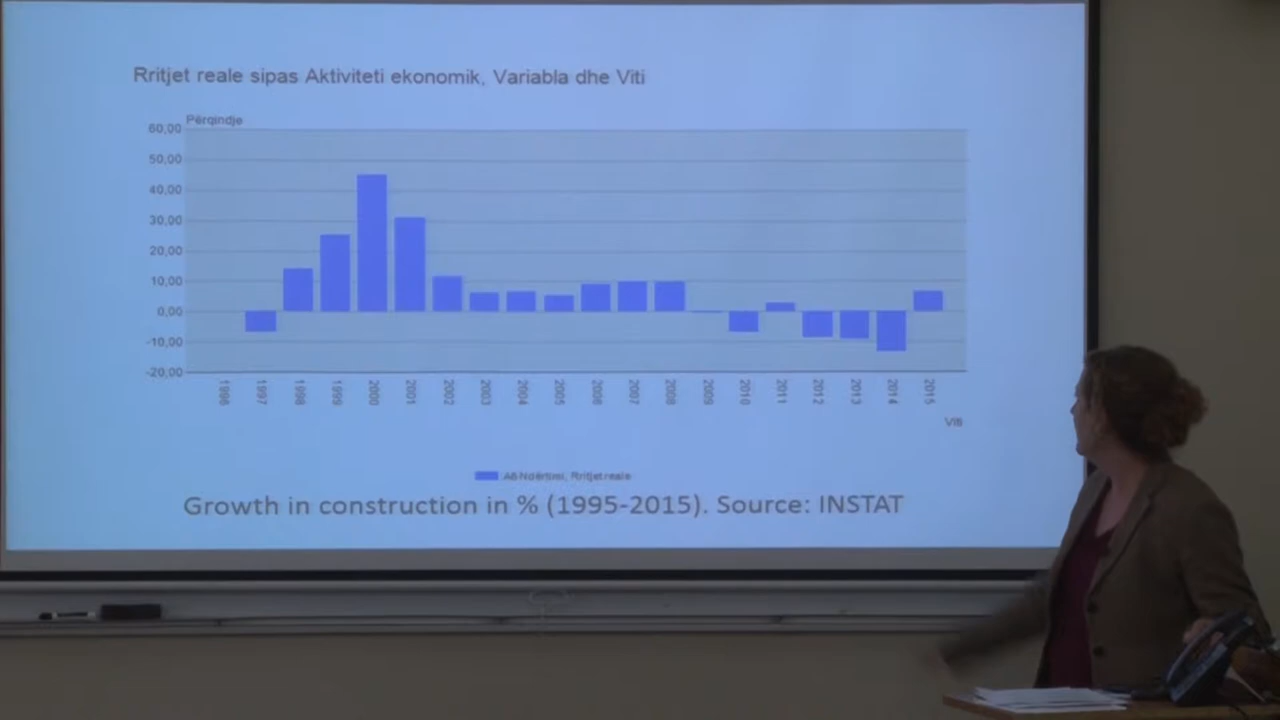 Rritjet reale sipas Aktiviteti ekonomik, Variabla dhe Viti
Përqindje
60,00
50,00
40,00
30,00
20,00
10,00
0,00
-10,00
-20,00
1996 1997 1998 1999 2000 2001 2002 2003 2004 2005 2006 2007 2008 2009 2010 2011 2012 2013 2014 2015
Viti
A6 Ndërtimi, Rritjet reale
Growth in construction in % (1995-2015). Source: INSTAT